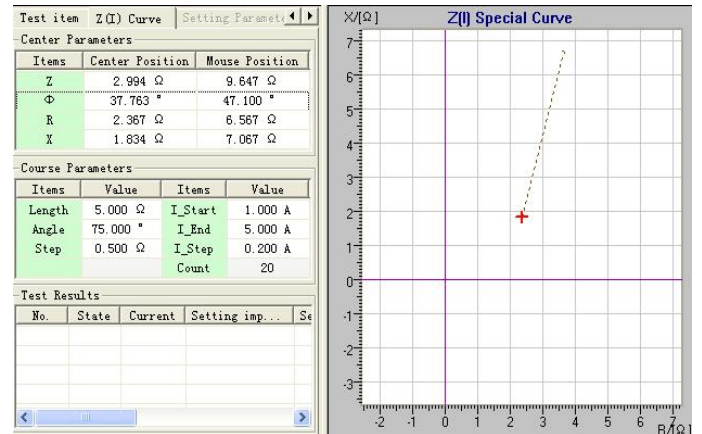 Test item Z(I) Curve Setting Paramete
Center Parameters
Items Center Position Mouse Position
Z 2.994 Ω 9.647 Ω
Φ 37.763 ° 47.100 °
R 2.367 Ω 6.567 Ω
X 1.834 Ω 7.067 Ω
Course Parameters
Items Value Items Value
Length 5.000 Ω I_Start 1.000 A
Angle 75.000 ° I_End 5.000 A
Step 0.500 Ω I_Step 0.200 A
Count 20
Test Results
No. State Current Setting imp... Se
X/[Ω] Z(I) Special Curve
7
6
5
4
3
2
1
0
-1
-2
-3
-2 -1 0 1 2 3 4 5 6 7
R/[Ω]